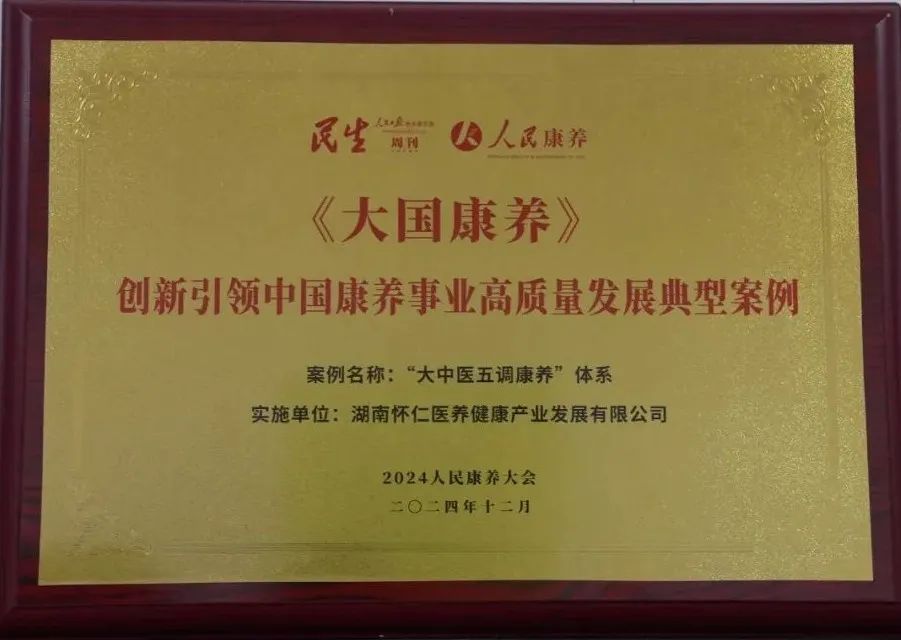 民生 人民日报 周刊 人民康养
《大国康养》
创新引领中国康养事业高质量发展典型案例
案例名称：“大中医五调康养”体系
实施单位：湖南怀仁医养健康产业发展有限公司
2024人民康养大会
二〇二四年十二月